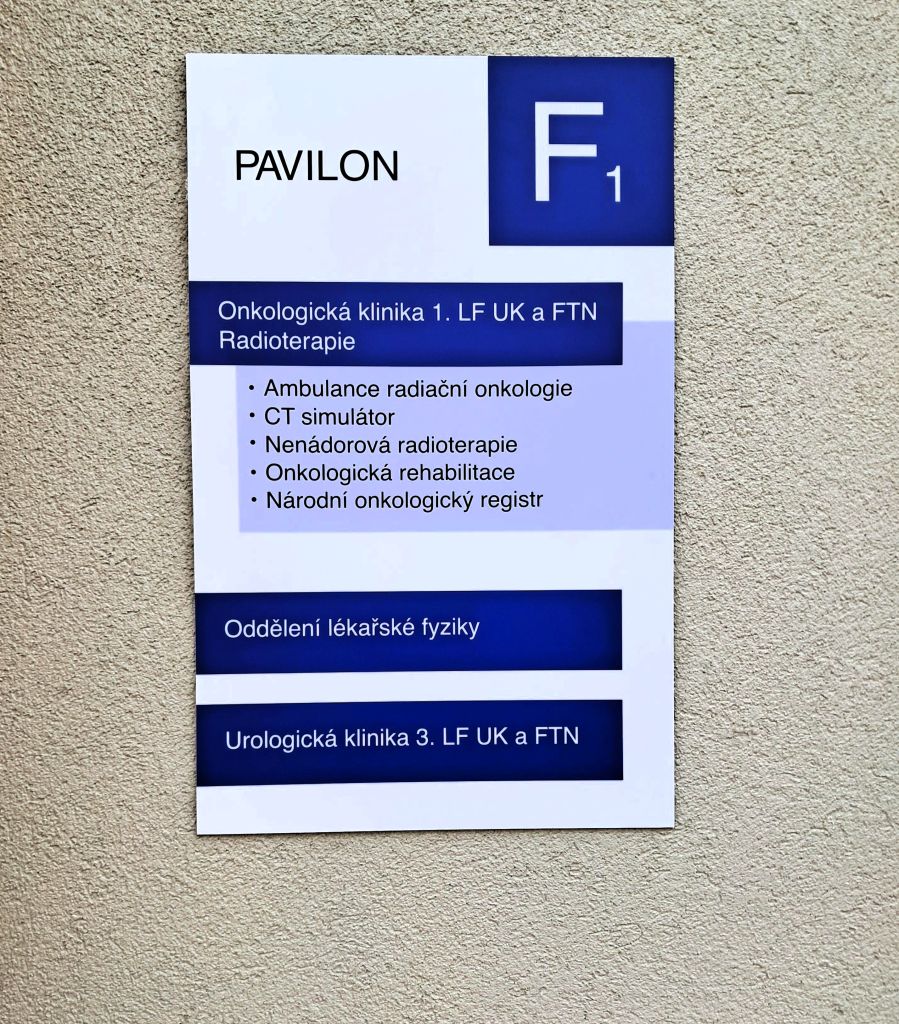 PAVILON
F1
Onkologická klinika 1. LF UK a FTN
Radioterapie
• Ambulance radiační onkologie
• CT simulátor
• Nenádorová radioterapie
• Onkologická rehabilitace
• Národní onkologický registr
Oddělení lékařské fyziky
Urologická klinika 3. LF UK a FTN